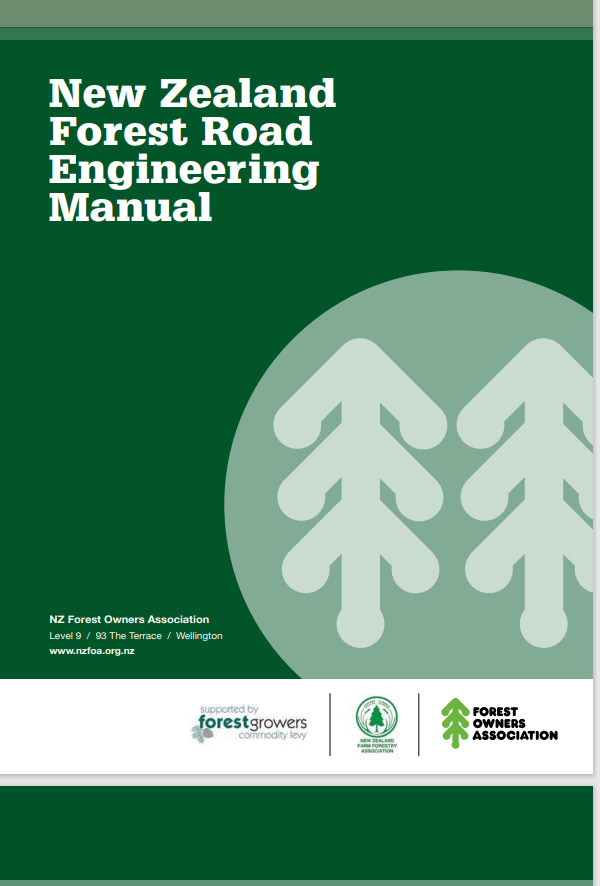 New Zealand
Forest Road
Engineering
Manual
NZ Forest Owners Association
Level 9 / 93 The Terrace / Wellington
www.nzfoa.org.nz
supported by
forestgrowers
commodity levy
NEW ZEALAND
FARM FORESTRY
ASSOCIATION
FOREST
OWNERS
ASSOCIATION